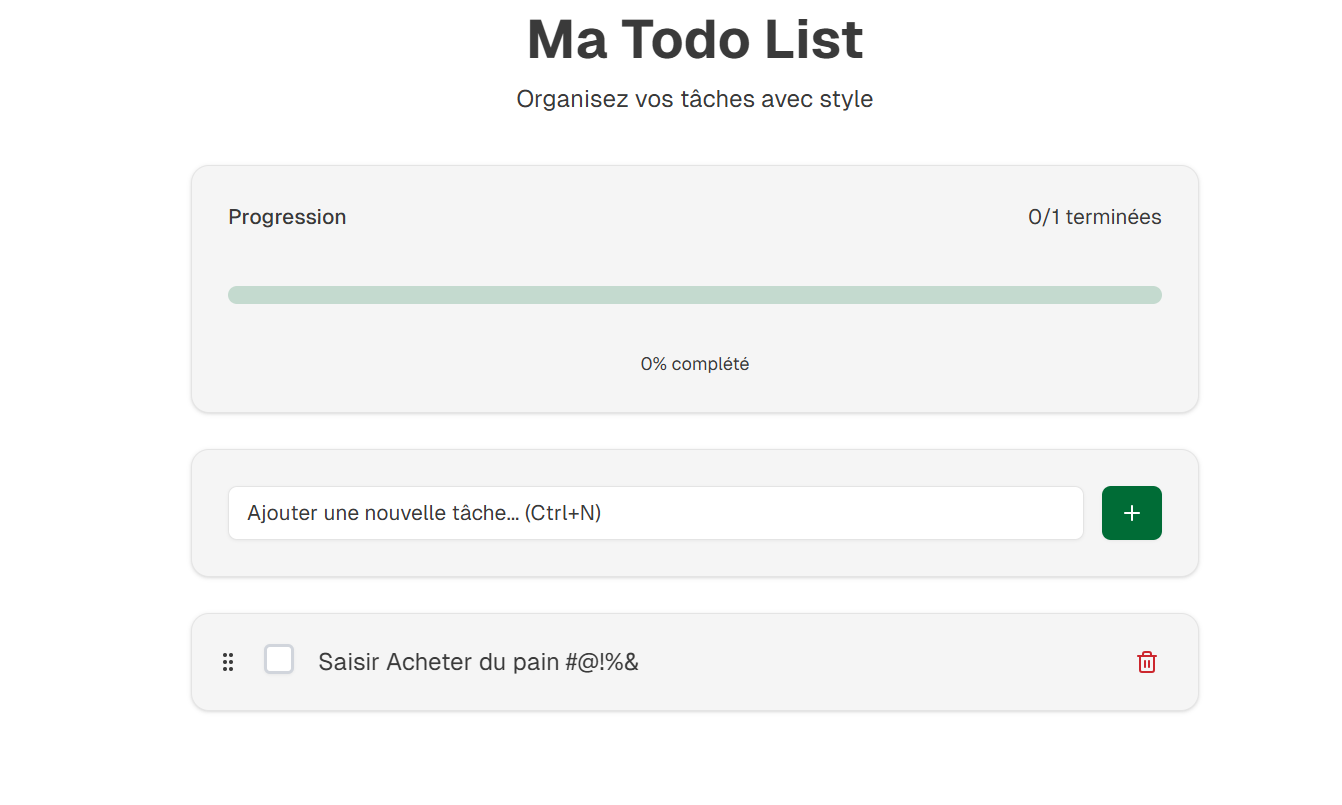 Ma Todo List
Organisez vos tâches avec style
Progression
0/1 terminées
0% complété
Ajouter une nouvelle tâche... (Ctrl+N)
Saisir Acheter du pain #@!%&